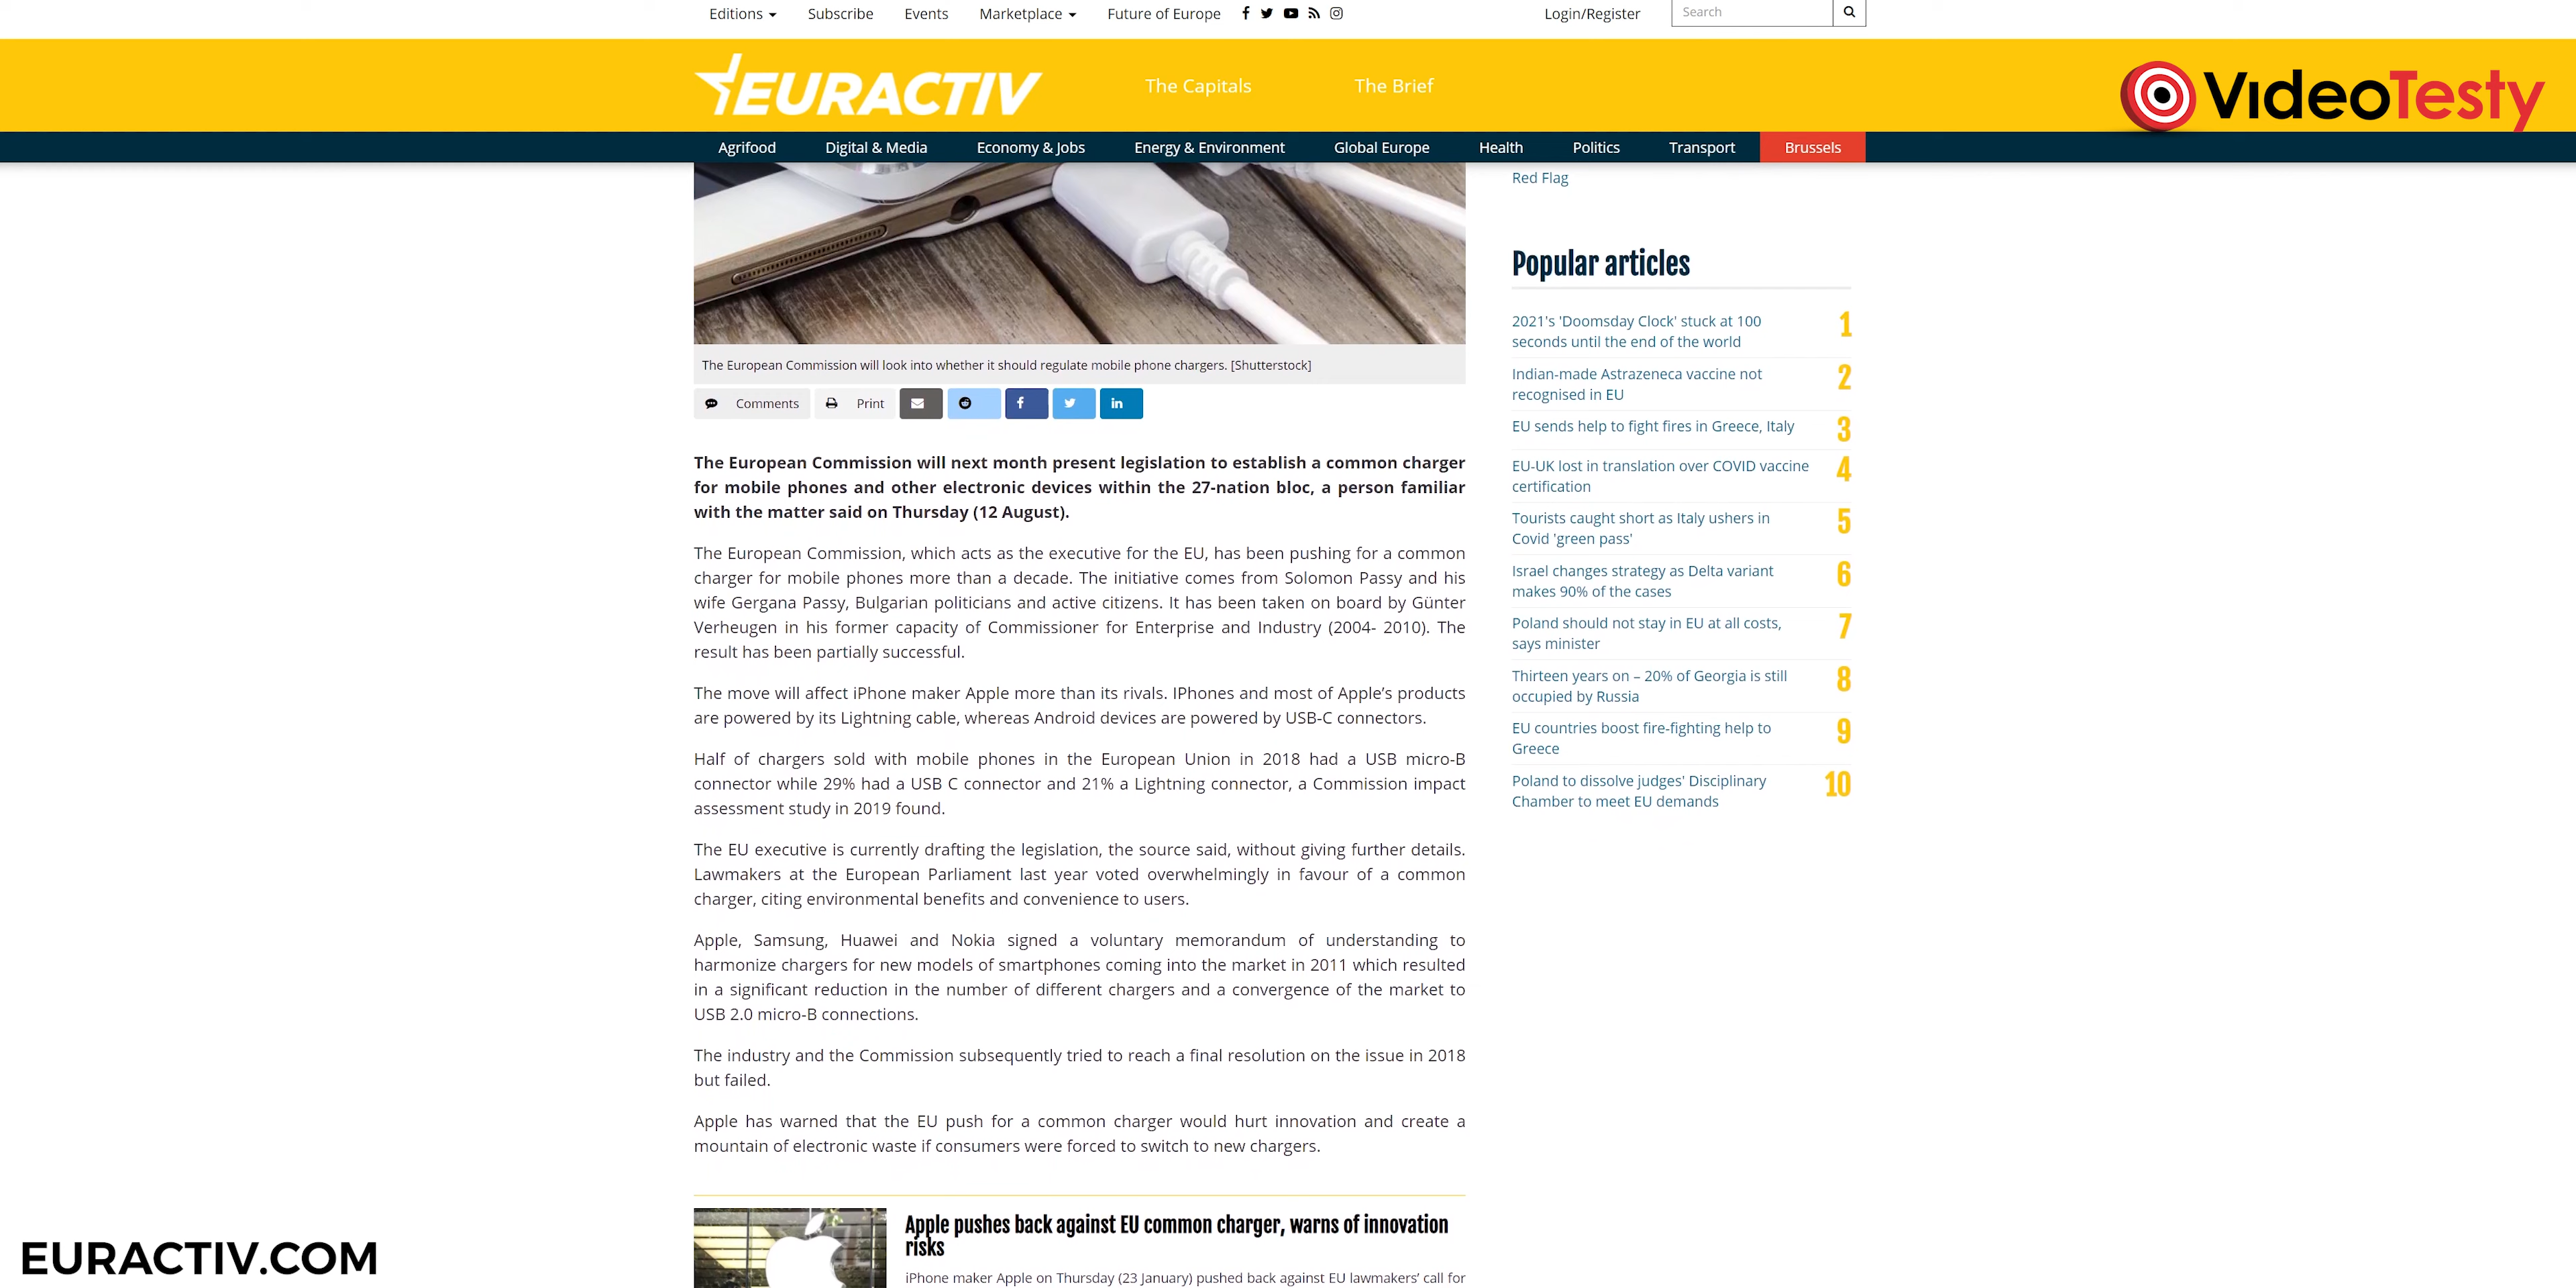 Editions Subscribe Events Marketplace Future of Europe Login/Register Search
EURACTIV The Capitals The Brief
VideoTesty
Agrifood Digital & Media Economy & Jobs Energy & Environment Global Europe Health Politics Transport Brussels
The European Commission will look into whether it should regulate mobile phone chargers. [Shutterstock]
Comments Print
The European Commission will next month present legislation to establish a common charger
for mobile phones and other electronic devices within the 27-nation bloc, a person familiar
with the matter said on Thursday (12 August).
The European Commission, which acts as the executive for the EU, has been pushing for a common
charger for mobile phones more than a decade. The initiative comes from Solomon Passy and his
wife Gergana Passy, Bulgarian politicians and active citizens. It has been taken on board by Günter
Verheugen in his former capacity of Commissioner for Enterprise and Industry (2004- 2010). The
result has been partially successful.
The move will affect iPhone maker Apple more than its rivals. IPhones and most of Apple's products
are powered by its Lightning cable, whereas Android devices are powered by USB-C connectors.
Half of chargers sold with mobile phones in the European Union in 2018 had a USB micro-B
connector while 29% had a USB C connector and 21% a Lightning connector, a Commission impact
assessment study in 2019 found.
The EU executive is currently drafting the legislation, the source said, without giving further details.
Lawmakers at the European Parliament last year voted overwhelmingly in favour of a common
charger, citing environmental benefits and convenience to users.
Apple, Samsung, Huawei and Nokia signed a voluntary memorandum of understanding to
harmonize chargers for new models of smartphones coming into the market in 2011 which resulted
in a significant reduction in the number of different chargers and a convergence of the market to
USB 2.0 micro-B connections.
The industry and the Commission subsequently tried to reach a final resolution on the issue in 2018
but failed.
Apple has warned that the EU push for a common charger would hurt innovation and create a
mountain of electronic waste if consumers were forced to switch to new chargers.
Apple pushes back against EU common charger, warns of innovation
risks
iPhone maker Apple on Thursday (23 January) pushed back against EU lawmakers' call for
Red Flag
Popular articles
2021's 'Doomsday Clock' stuck at 100 1
seconds until the end of the world
Indian-made Astrazeneca vaccine not 2
recognised in EU
EU sends help to fight fires in Greece, Italy 3
EU-UK lost in translation over COVID vaccine 4
certification
Tourists caught short as Italy ushers in 5
Covid 'green pass'
Israel changes strategy as Delta variant 6
makes 90% of the cases
Poland should not stay in EU at all costs, 7
says minister
Thirteen years on – 20% of Georgia is still 8
occupied by Russia
EU countries boost fire-fighting help to 9
Greece
Poland to dissolve judges' Disciplinary 10
Chamber to meet EU demands
EURACTIV.COM